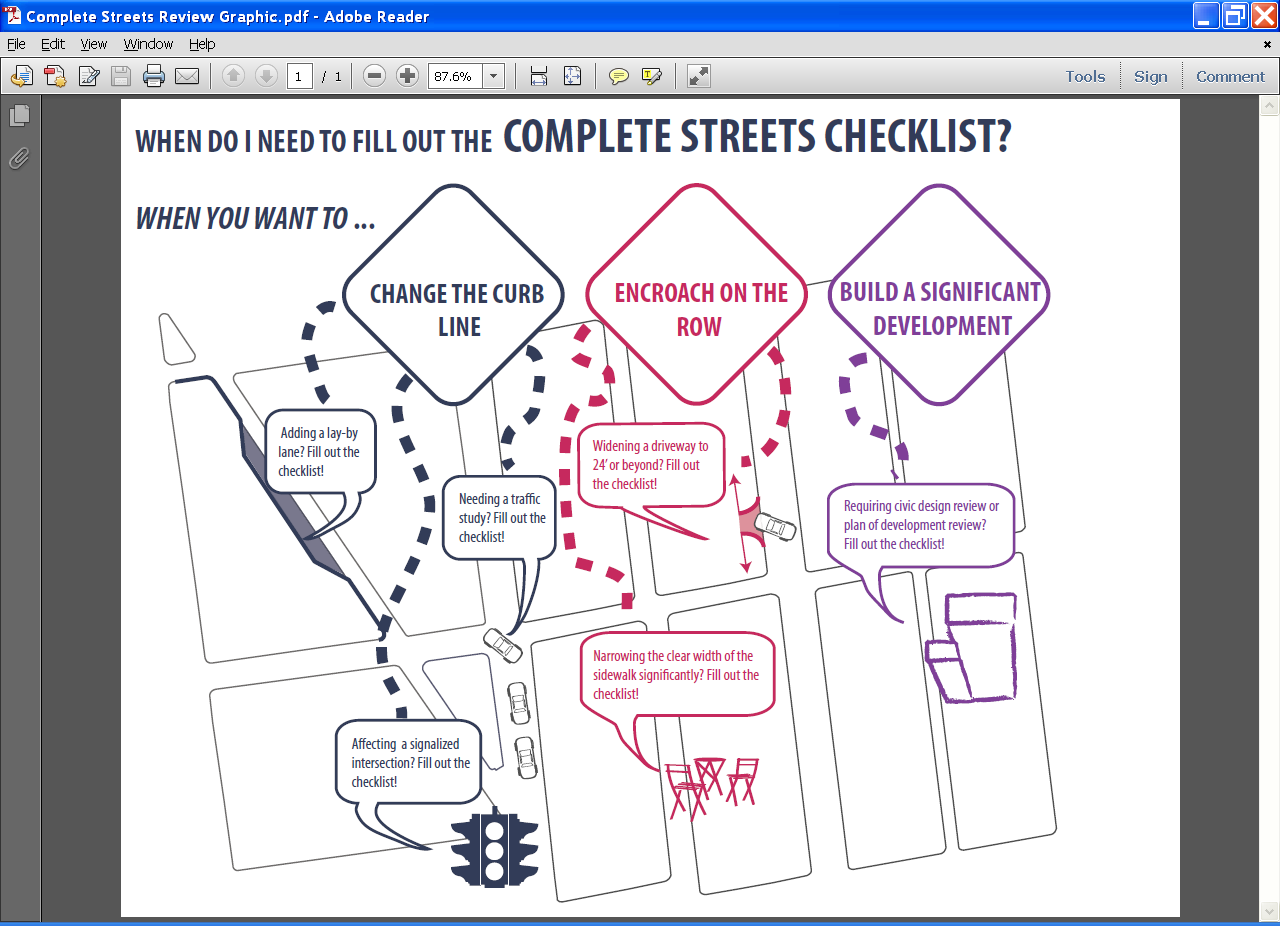 Complete Streets Review Graphic.pdf - Adobe Reader
File Edit View Window Help
1 / 1 87.6% Tools Sign Comment
WHEN DO I NEED TO FILL OUT THE COMPLETE STREETS CHECKLIST?
WHEN YOU WANT TO ...
CHANGE THE CURB
LINE
ENCROACH ON THE
ROW
BUILD A SIGNIFICANT
DEVELOPMENT
Adding a lay-by
lane? Fill out the
checklist!
Needing a traffic
study? Fill out the
checklist!
Affecting a signalized
intersection? Fill out the
checklist!
Widening a driveway to
24' or beyond? Fill out
the checklist!
Narrowing the clear width of the
sidewalk significantly? Fill out the
checklist!
Requiring civic design review or
plan of development review?
Fill out the checklist!